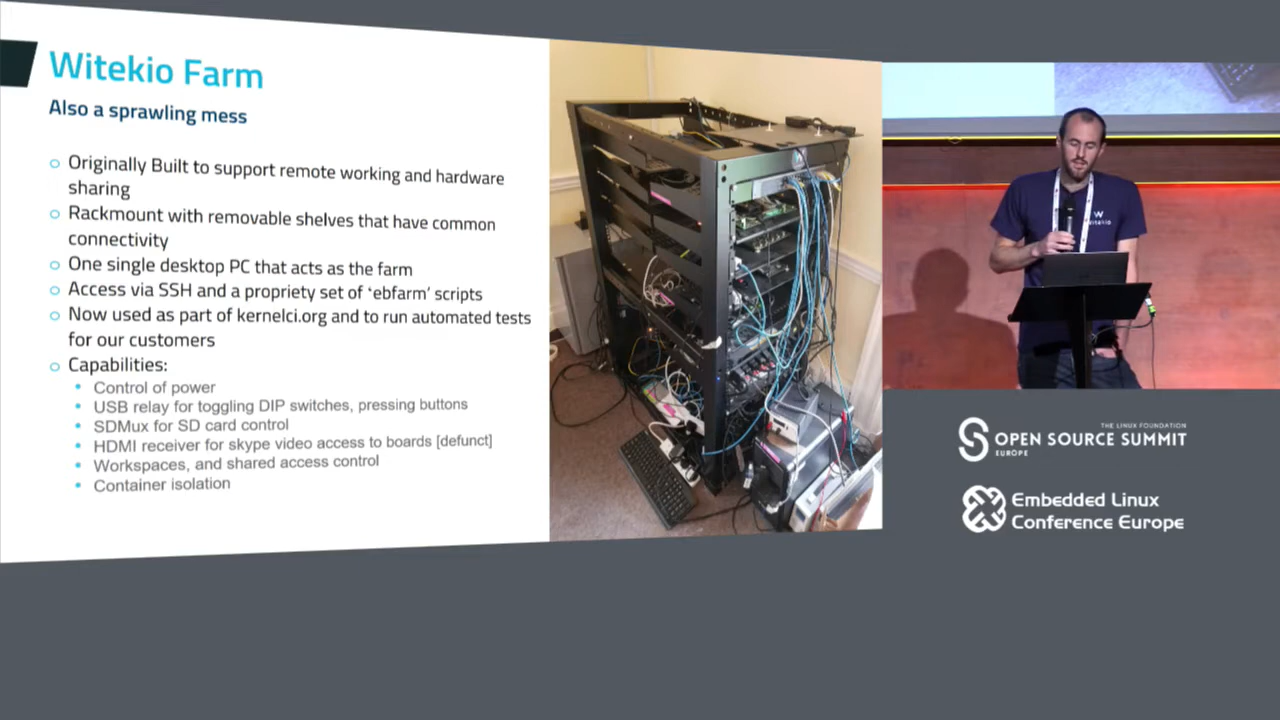 Witekio Farm
Also a sprawling mess
Originally Built to support remote working and hardware
sharing
Rackmount with removable shelves that have common
connectivity
One single desktop PC that acts as the farm
Access via SSH and a propriety set of ‘ebfarm’ scripts
Now used as part of kernelci.org and to run automated tests
for our customers
Capabilities:
Control of power
USB relay for toggling DIP switches, pressing buttons
SDMux for SD card control
HDMI receiver for skype video access to boards [defunct]
Workspaces, and shared access control
Container isolation
W
witekio
THE LINUX FOUNDATION
OPEN SOURCE SUMMIT
EUROPE
Embedded Linux
Conference Europe